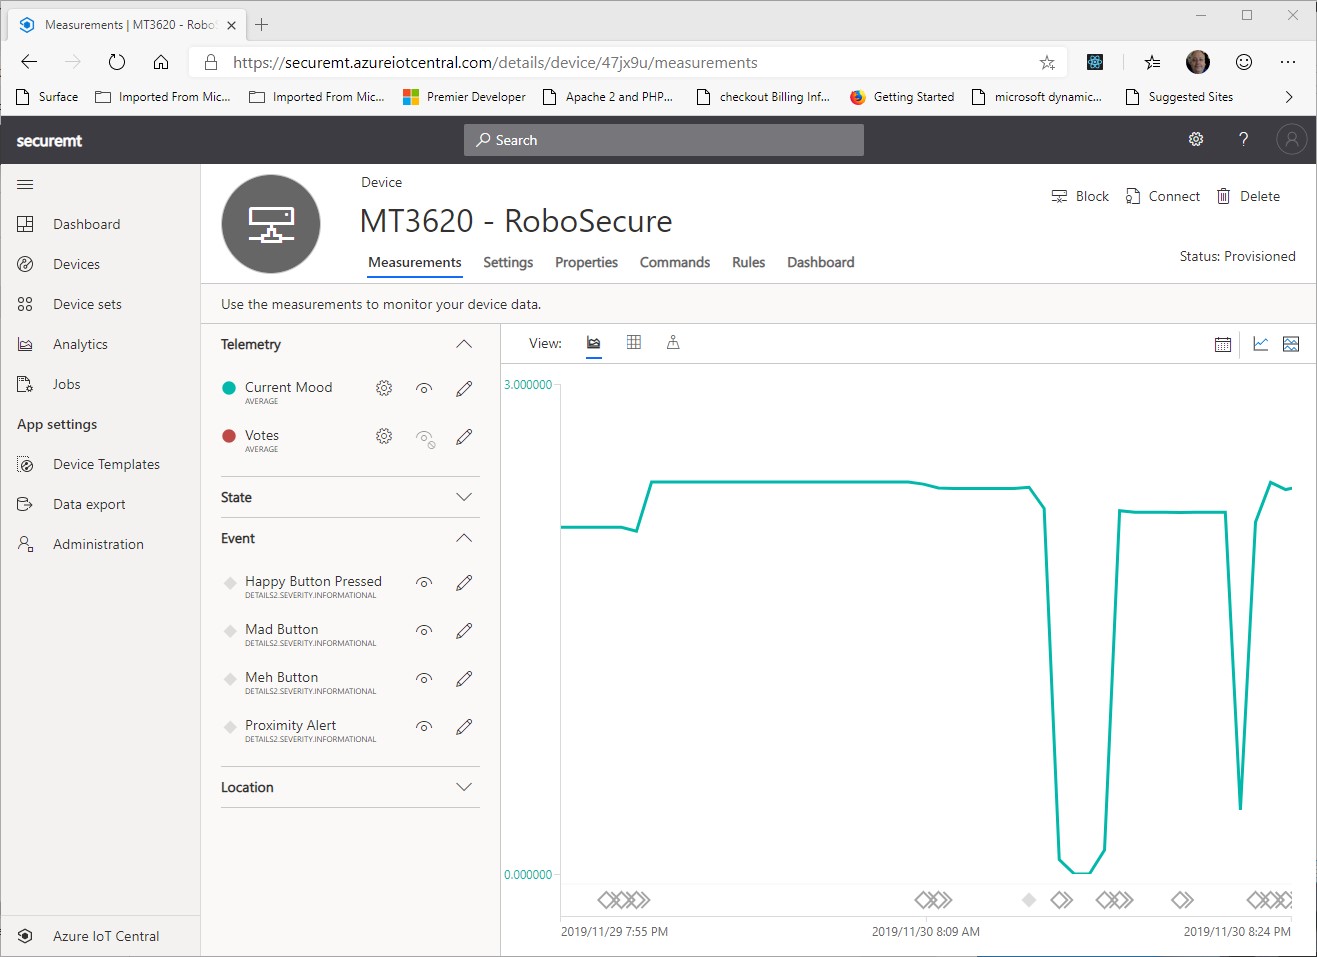 Measurements | MT3620 - Robo
https://securemt.azureiotcentral.com/details/device/47jx9u/measurements
Surface
Imported From Mic...
Imported From Mic...
Premier Developer
Apache 2 and PHP...
checkout Billing Inf...
Getting Started
microsoft dynamic...
Suggested Sites
securemt
Search
?
Dashboard
Devices
Device sets
Analytics
Jobs
App settings
Device Templates
Data export
Administration
Azure IoT Central
Device
MT3620 - RoboSecure
Block
Connect
Delete
Status: Provisioned
Measurements
Settings
Properties
Commands
Rules
Dashboard
Use the measurements to monitor your device data.
Telemetry
Current Mood
AVERAGE
Votes
AVERAGE
State
Event
Happy Button Pressed
DETAILS2.SEVERITY.INFORMATIONAL
Mad Button
DETAILS2.SEVERITY.INFORMATIONAL
Meh Button
DETAILS2.SEVERITY.INFORMATIONAL
Proximity Alert
DETAILS2.SEVERITY.INFORMATIONAL
Location
View:
3.000000
0.000000
2019/11/29 7:55 PM
2019/11/30 8:09 AM
2019/11/30 8:24 PM